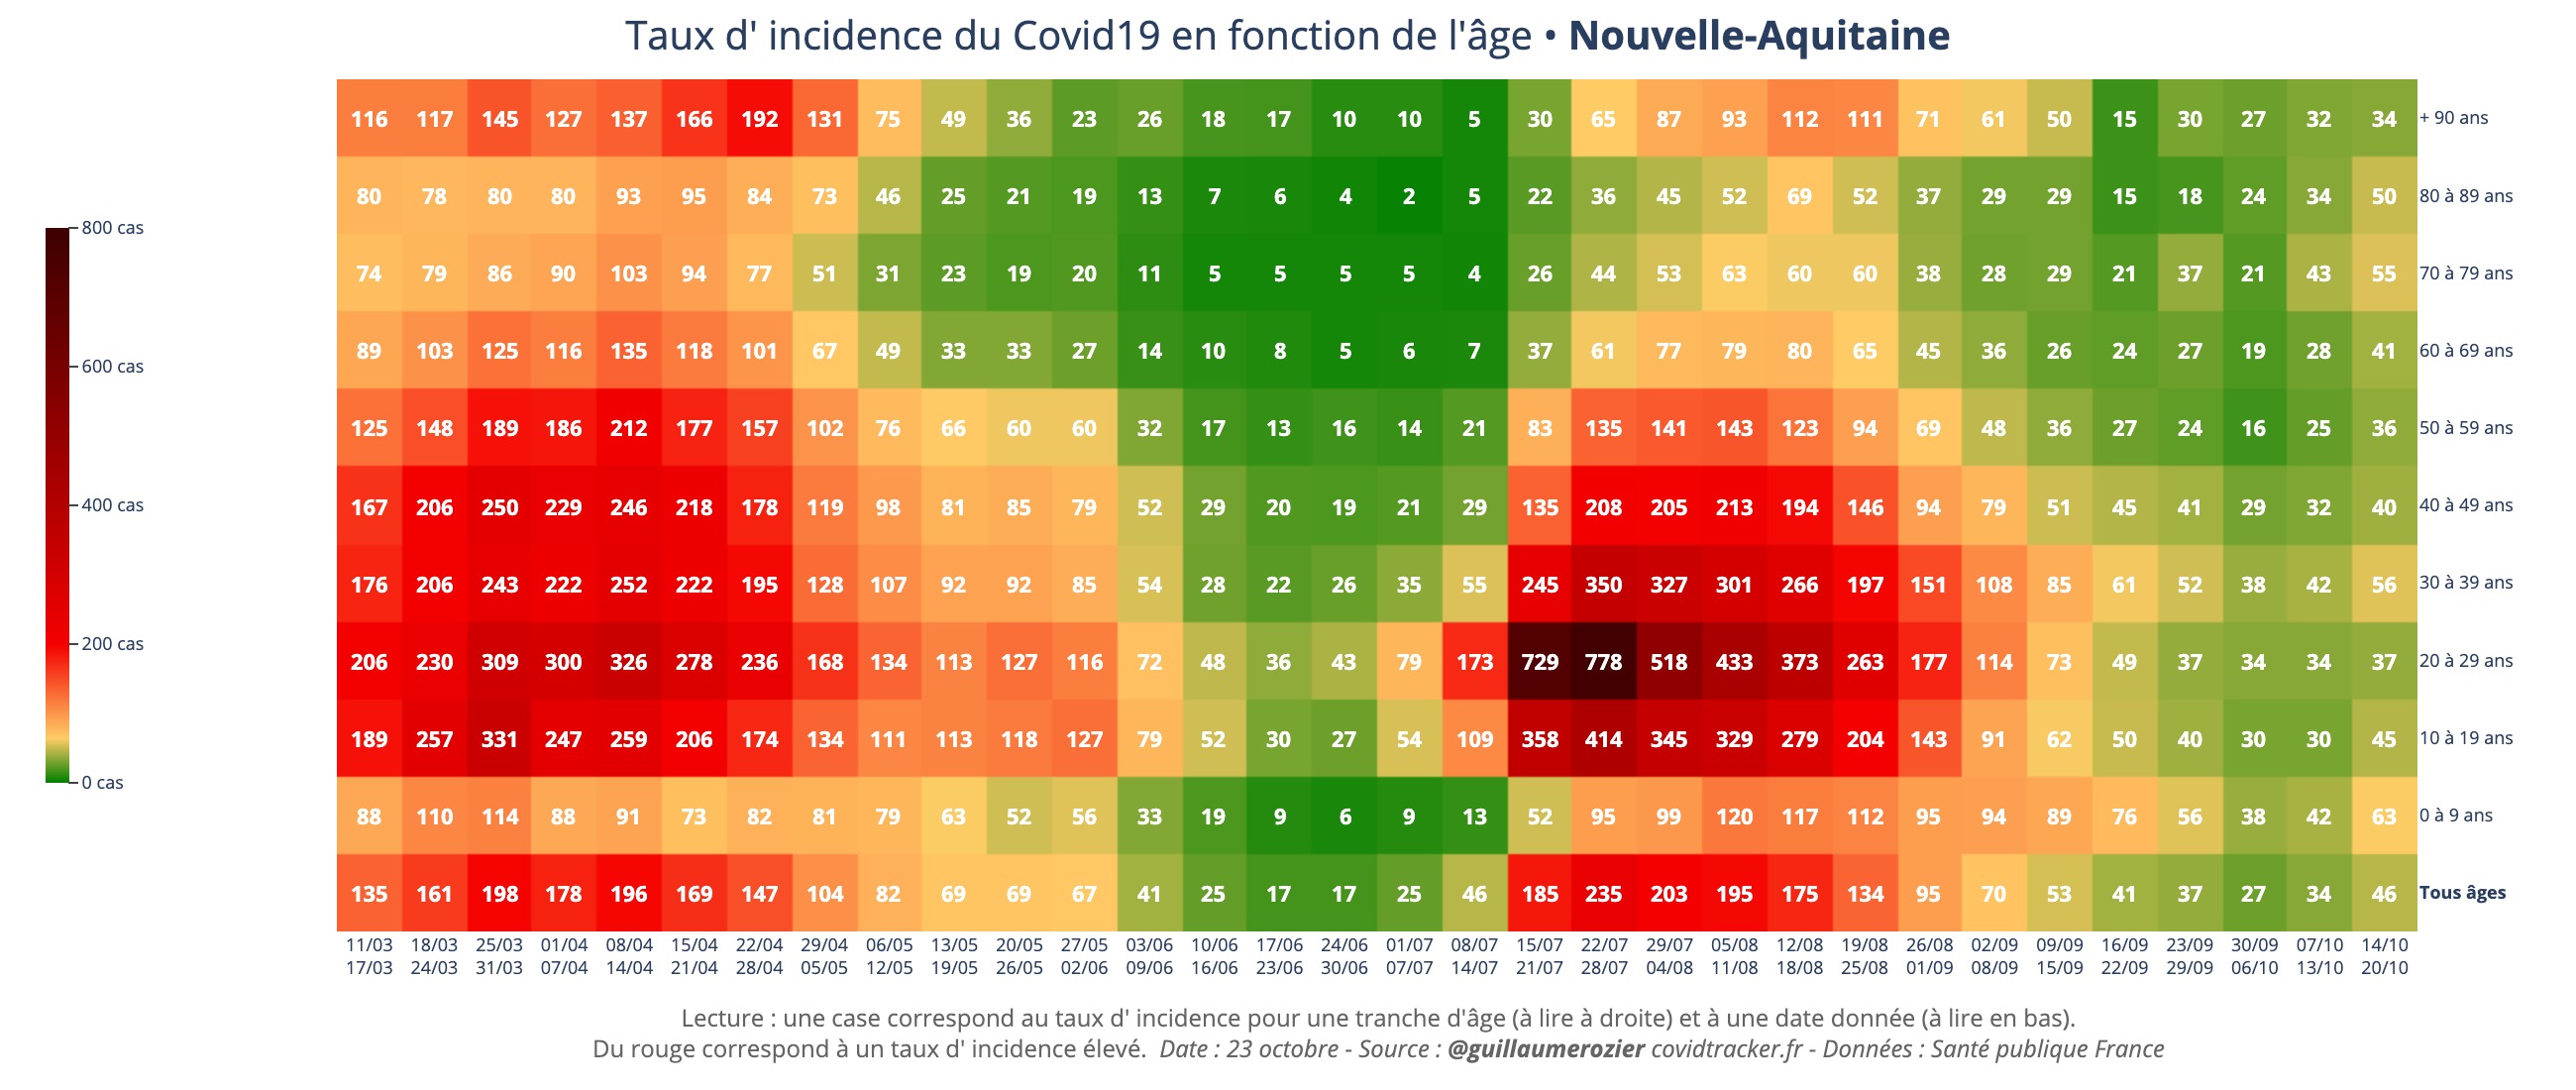 Taux d' incidence du Covid19 en fonction de l'âge • Nouvelle-Aquitaine
116 117 145 127 137 166 192 131 75 49 36 23 26 18 17 10 10 5 30 65 87 93 112 111 71 61 50 15 30 27 32 34 + 90 ans
80 78 80 80 93 95 84 73 46 25 21 19 13 7 6 4 2 5 22 36 45 52 69 52 37 29 29 15 18 24 34 50 80 à 89 ans
74 79 86 90 103 94 77 51 31 23 19 20 11 5 5 5 5 4 26 44 53 63 60 60 38 28 29 21 37 21 43 55 70 à 79 ans
89 103 125 116 135 118 101 67 49 33 33 27 14 10 8 5 6 7 37 61 77 79 80 65 45 36 26 24 27 19 28 41 60 à 69 ans
125 148 189 186 212 177 157 102 76 66 60 60 32 17 13 16 14 21 83 135 141 143 123 94 69 48 36 27 24 16 25 36 50 à 59 ans
167 206 250 229 246 218 178 119 98 81 85 79 52 29 20 19 21 29 135 208 205 213 194 146 94 79 51 45 41 29 32 40 40 à 49 ans
176 206 243 222 252 222 195 128 107 92 92 85 54 28 22 26 35 55 245 350 327 301 266 197 151 108 85 61 52 38 42 56 30 à 39 ans
206 230 309 300 326 278 236 168 134 113 127 116 72 48 36 43 79 173 729 778 518 433 373 263 177 114 73 49 37 34 34 37 20 à 29 ans
189 257 331 247 259 206 174 134 111 113 118 127 79 52 30 27 54 109 358 414 345 329 279 204 143 91 62 50 40 30 30 45 10 à 19 ans
88 110 114 88 91 73 82 81 79 63 52 56 33 19 9 6 9 13 52 95 99 120 117 112 95 94 89 76 56 38 42 63 0 à 9 ans
135 161 198 178 196 169 147 104 82 69 69 67 41 25 17 17 25 46 185 235 203 195 175 134 95 70 53 41 37 27 34 46 Tous âges
11/03 18/03 25/03 01/04 08/04 15/04 22/04 29/04 06/05 13/05 20/05 27/05 03/06 10/06 17/06 24/06 01/07 08/07 15/07 22/07 29/07 05/08 12/08 19/08 26/08 02/09 09/09 16/09 23/09 30/09 07/10 14/10
17/03 24/03 31/03 07/04 14/04 21/04 28/04 05/05 12/05 19/05 26/05 02/06 09/06 16/06 23/06 30/06 07/07 14/07 21/07 28/07 04/08 11/08 18/08 25/08 01/09 08/09 15/09 22/09 29/09 06/10 13/10 20/10
800 cas
600 cas
400 cas
200 cas
0 cas
Lecture : une case correspond au taux d' incidence pour une tranche d'âge (à lire à droite) et à une date donnée (à lire en bas).
Du rouge correspond à un taux d' incidence élevé. Date : 23 octobre - Source : @guillaumerozier covidtracker.fr - Données : Santé publique France